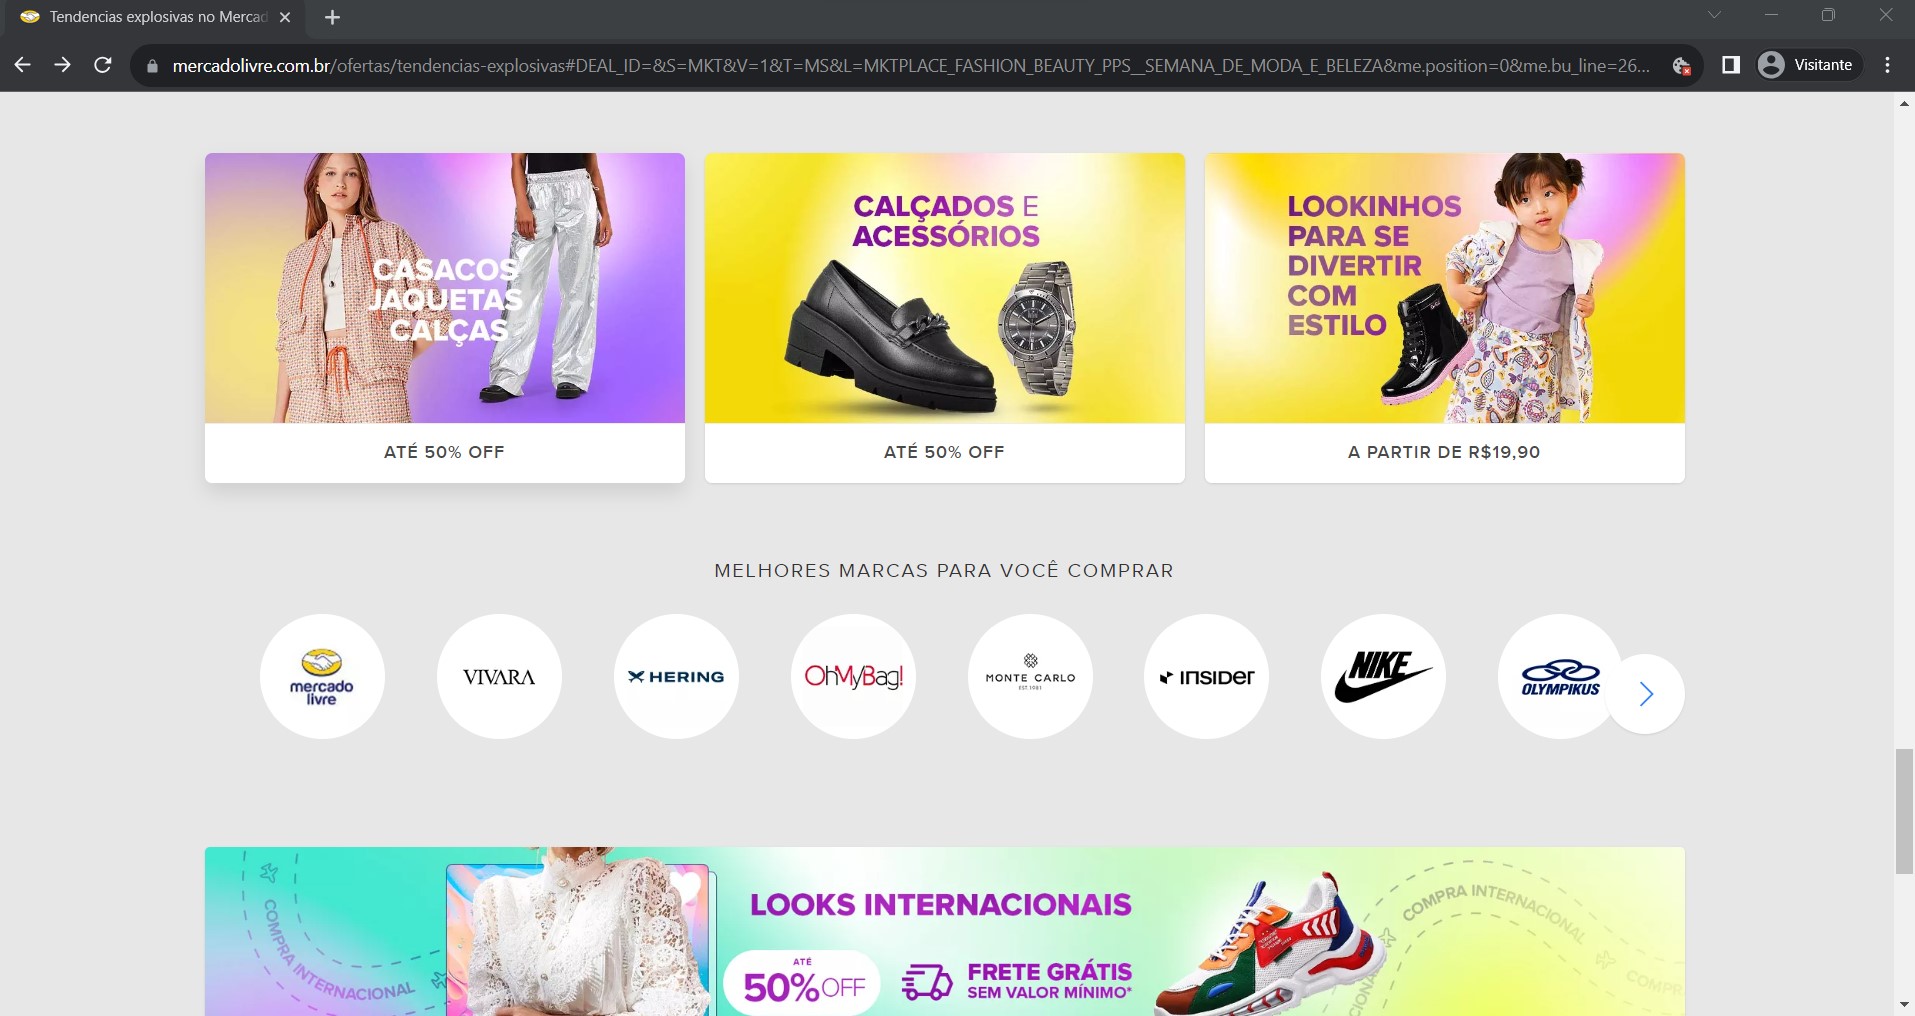 Tendencias explosivas no Mercad
mercadolivre.com.br/ofertas/tendencias-explosivas#DEAL_ID=&S=MKT&V=1&T=MS&L=MKTPLACE_FASHION_BEAUTY_PPS__SEMANA_DE_MODA_E_BELEZA&me.position=0&me.bu_line=26...
Visitante
CASACOS
JAQUETAS
CALÇAS
ATÉ 50% OFF
CALÇADOS E
ACESSÓRIOS
ATÉ 50% OFF
LOOKINHOS
PARA SE
DIVERTIR
COM
ESTILO
A PARTIR DE R$19,90
MELHORES MARCAS PARA VOCÊ COMPRAR
mercado
livre
VIVARA
HERING
OhMyBag!
MONTE CARLO
EST. 1981
INSIDER
NIKE
OLYMPIKUS
COMPRA INTERNACIONAL
LOOKS INTERNACIONAIS
ATÉ
50% OFF
FRETE GRÁTIS
SEM VALOR MÍNIMO*
COMPRA INTERNACIONAL
COMPR